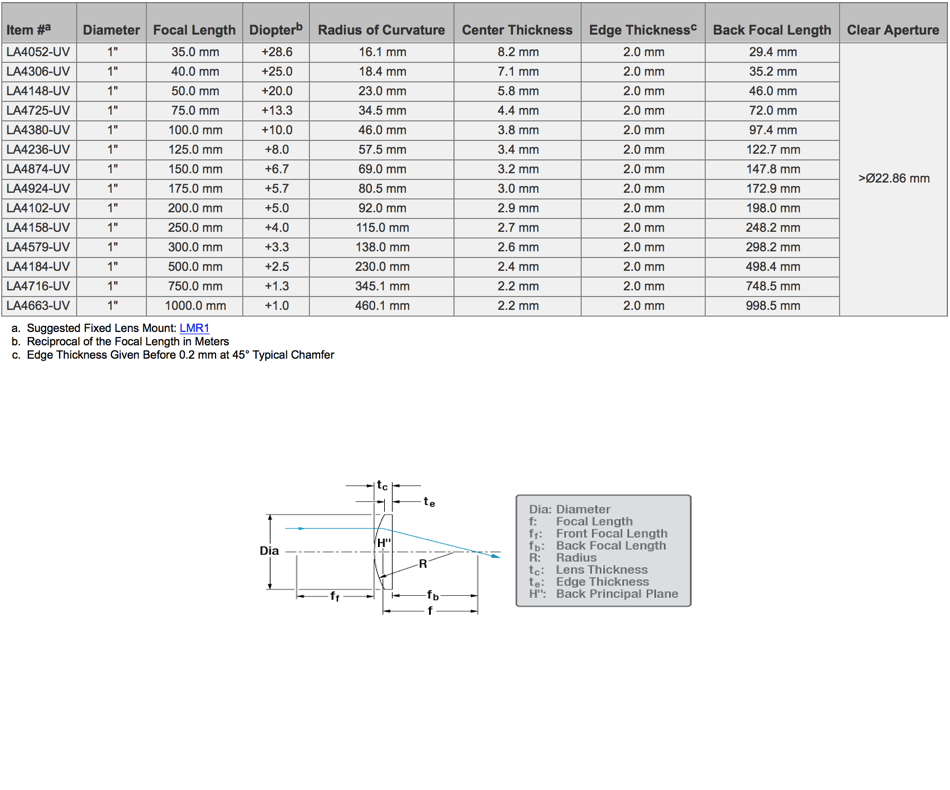 Item #a Diameter Focal Length Diopterb Radius of Curvature Center Thickness Edge Thicknessc Back Focal Length Clear Aperture
LA4052-UV 1" 35.0 mm +28.6 16.1 mm 8.2 mm 2.0 mm 29.4 mm
LA4306-UV 1" 40.0 mm +25.0 18.4 mm 7.1 mm 2.0 mm 35.2 mm
LA4148-UV 1" 50.0 mm +20.0 23.0 mm 5.8 mm 2.0 mm 46.0 mm
LA4725-UV 1" 75.0 mm +13.3 34.5 mm 4.4 mm 2.0 mm 72.0 mm
LA4380-UV 1" 100.0 mm +10.0 46.0 mm 3.8 mm 2.0 mm 97.4 mm
LA4236-UV 1" 125.0 mm +8.0 57.5 mm 3.4 mm 2.0 mm 122.7 mm
LA4874-UV 1" 150.0 mm +6.7 69.0 mm 3.2 mm 2.0 mm 147.8 mm
>Ø22.86 mm
LA4924-UV 1" 175.0 mm +5.7 80.5 mm 3.0 mm 2.0 mm 172.9 mm
LA4102-UV 1" 200.0 mm +5.0 92.0 mm 2.9 mm 2.0 mm 198.0 mm
LA4158-UV 1" 250.0 mm +4.0 115.0 mm 2.7 mm 2.0 mm 248.2 mm
LA4579-UV 1" 300.0 mm +3.3 138.0 mm 2.6 mm 2.0 mm 298.2 mm
LA4184-UV 1" 500.0 mm +2.5 230.0 mm 2.4 mm 2.0 mm 498.4 mm
LA4716-UV 1" 750.0 mm +1.3 345.1 mm 2.2 mm 2.0 mm 748.5 mm
LA4663-UV 1" 1000.0 mm +1.0 460.1 mm 2.2 mm 2.0 mm 998.5 mm
a. Suggested Fixed Lens Mount: LMR1
b. Reciprocal of the Focal Length in Meters
c. Edge Thickness Given Before 0.2 mm at 45° Typical Chamfer
tc
te
H"
Dia
R
ff
fb
f
Dia: Diameter
f: Focal Length
ff: Front Focal Length
fb: Back Focal Length
R: Radius
tc: Lens Thickness
te: Edge Thickness
H": Back Principal Plane